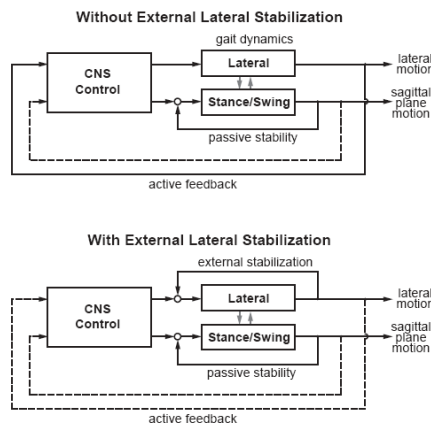 Without External Lateral Stabilization
gait dynamics
CNS
Control
Lateral
lateral
motion
Stance/Swing
sagittal
plane
motion
passive stability
active feedback
With External Lateral Stabilization
external stabilization
CNS
Control
Lateral
lateral
motion
Stance/Swing
sagittal
plane
motion
passive stability
active feedback